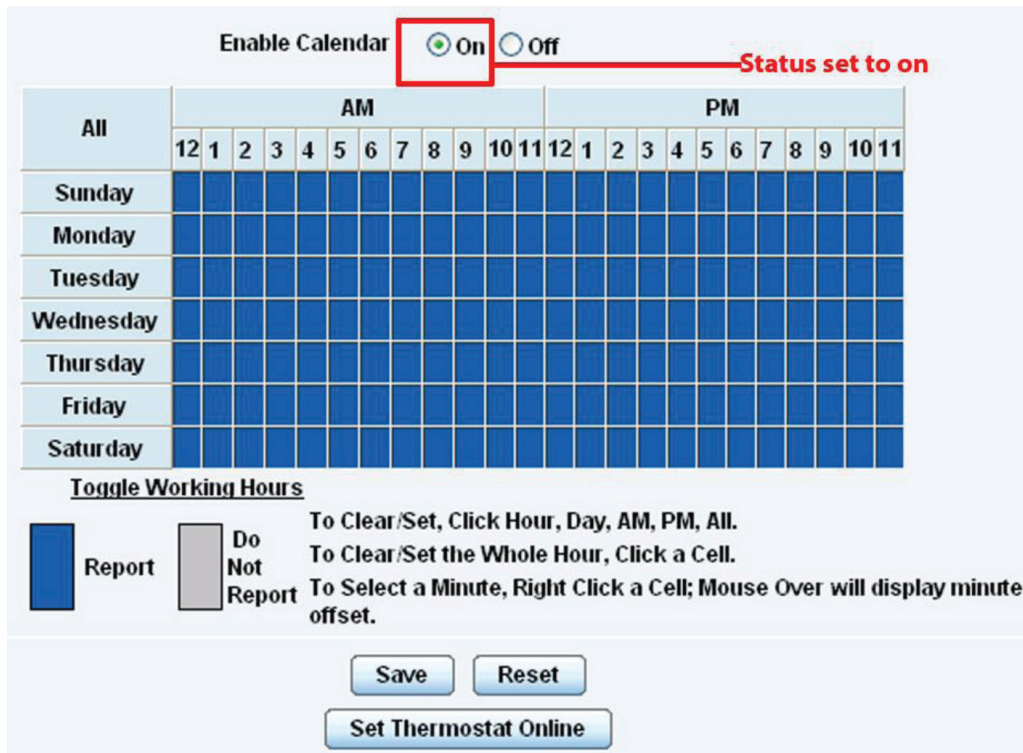 Enable Calendar On Off
Status set to on
All AM PM
12 1 2 3 4 5 6 7 8 9 10 11 12 1 2 3 4 5 6 7 8 9 10 11
Sunday
Monday
Tuesday
Wednesday
Thursday
Friday
Saturday
Toggle Working Hours
Report
Do
Not
Report
To Clear/Set, Click Hour, Day, AM, PM, All.
To Clear/Set the Whole Hour, Click a Cell.
To Select a Minute, Right Click a Cell; Mouse Over will display minute
offset.
Save Reset
Set Thermostat Online